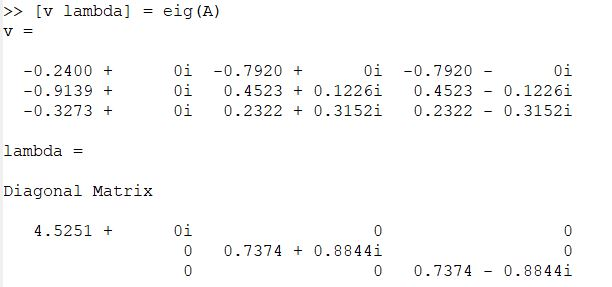 >> [v lambda] = eig(A)
v =
-0.2400 + 0i -0.7920 + 0i -0.7920 - 0i
-0.9139 + 0i 0.4523 + 0.1226i 0.4523 - 0.1226i
-0.3273 + 0i 0.2322 + 0.3152i 0.2322 - 0.3152i
lambda =
Diagonal Matrix
4.5251 + 0i 0 0
0 0.7374 + 0.8844i 0
0 0 0.7374 - 0.8844i